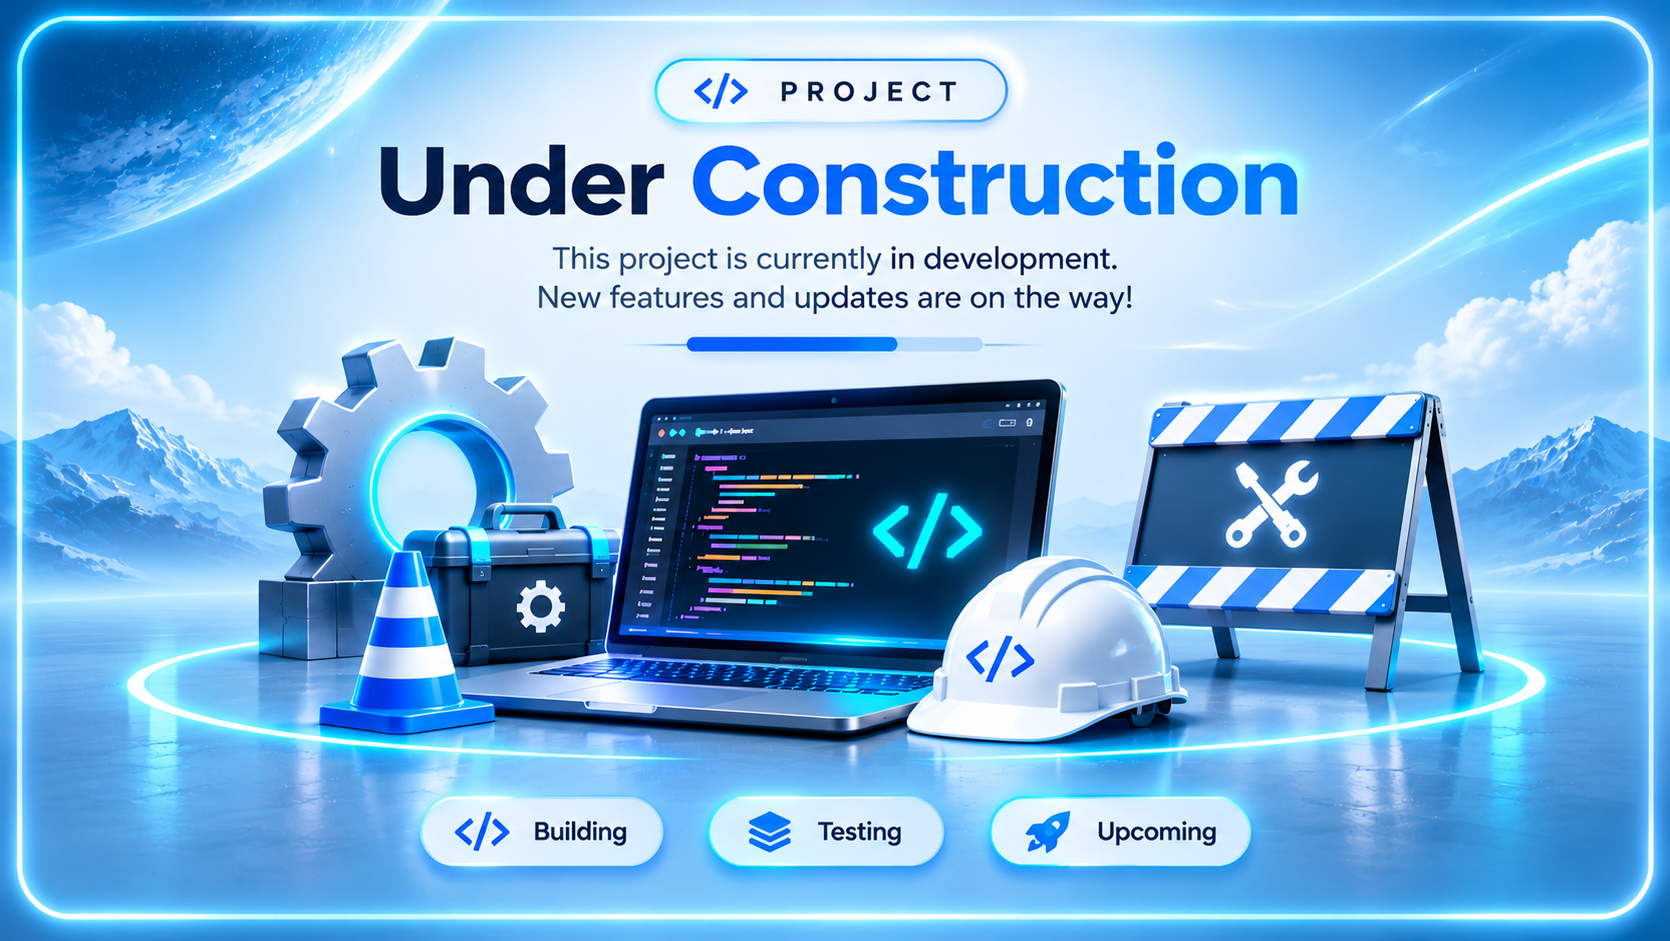 </> PROJECT
Under Construction
This project is currently in development.
New features and updates are on the way!
</>
</>
</> Building
Testing
Upcoming